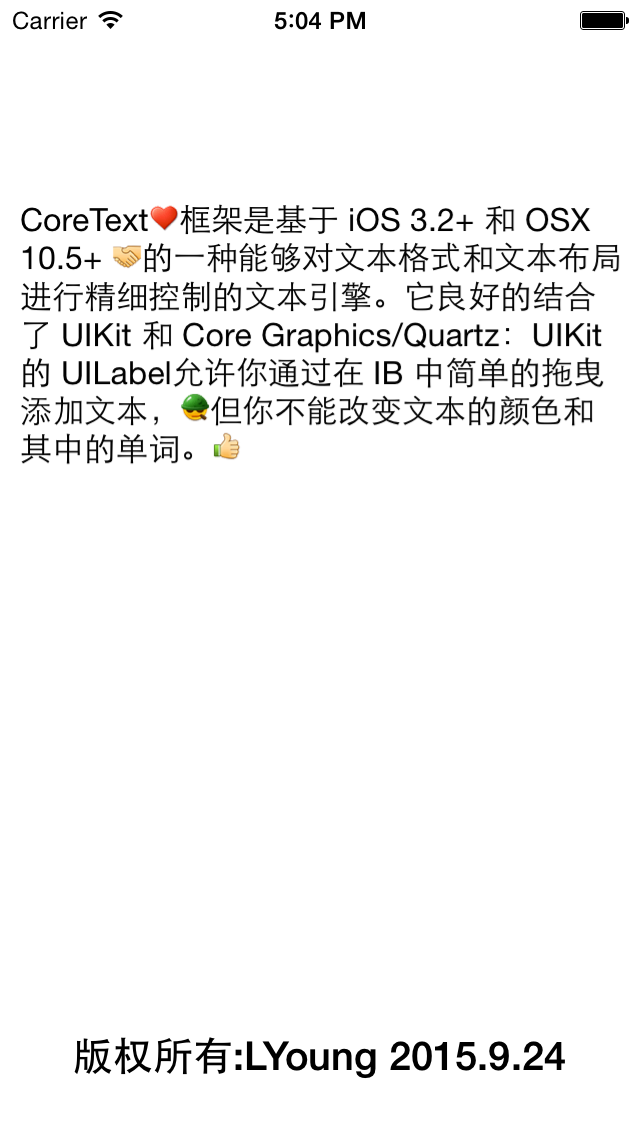 Carrier 5:04 PM
CoreText❤️框架是基于 iOS 3.2+ 和 OSX
10.5+ 🤝的一种能够对文本格式和文本布局
进行精细控制的文本引擎。它良好的结合
了 UIKit 和 Core Graphics/Quartz：UIKit
的 UILabel允许你通过在 IB 中简单的拖曳
添加文本，但你不能改变文本的颜色和
其中的单词。👍
版权所有:LYoung 2015.9.24